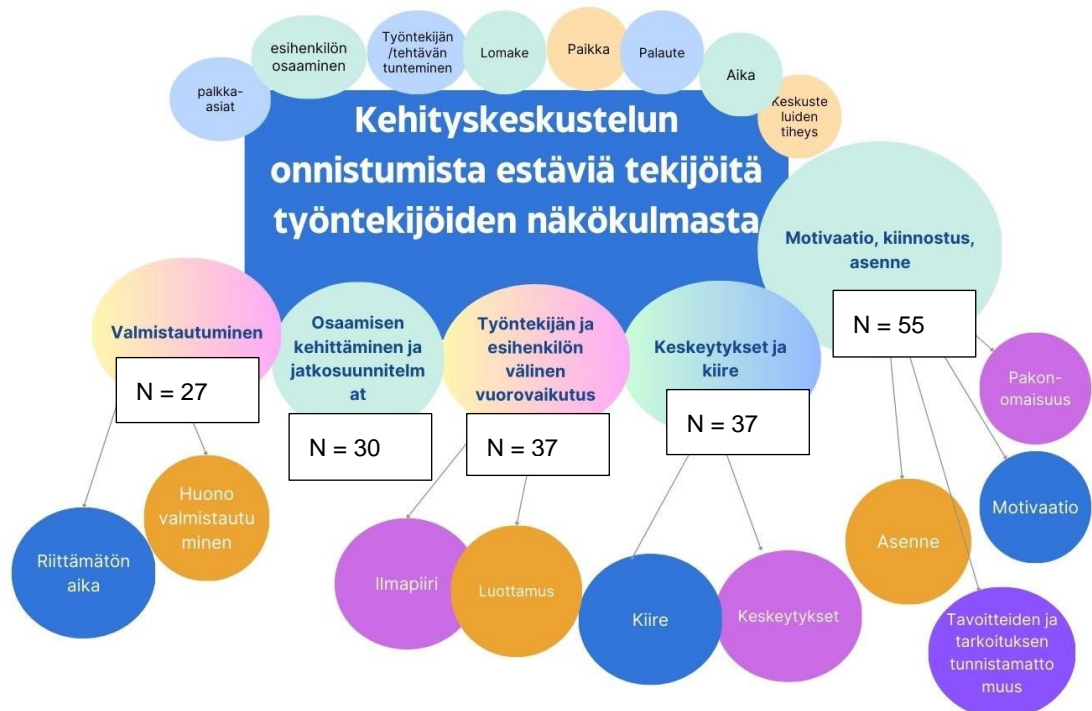 palkka-
asiat
esihenkilön
osaaminen
Työntekijän
/tehtävän
tunteminen
Lomake
Paikka
Palaute
Aika
Keskuste
luiden
tiheys
Kehityskeskustelun
onnistumista estäviä tekijöitä
työntekijöiden näkökulmasta
Motivaatio, kiinnostus,
asenne
N = 55
Valmistautuminen
N = 27
Osaamisen
kehittäminen ja
jatkosuunnitelm
at
N = 30
Työntekijän ja
esihenkilön
välinen
vuorovaikutus
N = 37
Keskeytykset ja
kiire
N = 37
Pakon-
omaisuus
Motivaatio
Huono
valmistautu
minen
Riittämätön
aika
Ilmapiiri
Luottamus
Kiire
Keskeytykset
Asenne
Tavoitteiden ja
tarkoituksen
tunnistamatto
muus